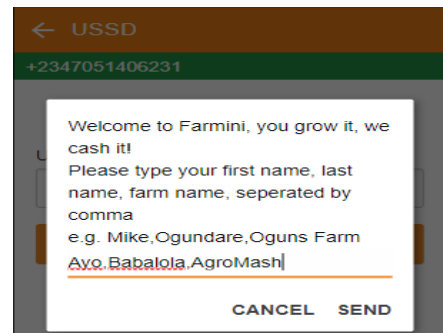 ← USSD
+2347051406231
Welcome to Farmini, you grow it, we
cash it!
Please type your first name, last
name, farm name, seperated by
comma
e.g. Mike,Ogundare,Oguns Farm
Ayo,Babalola,AgroMash
CANCEL SEND